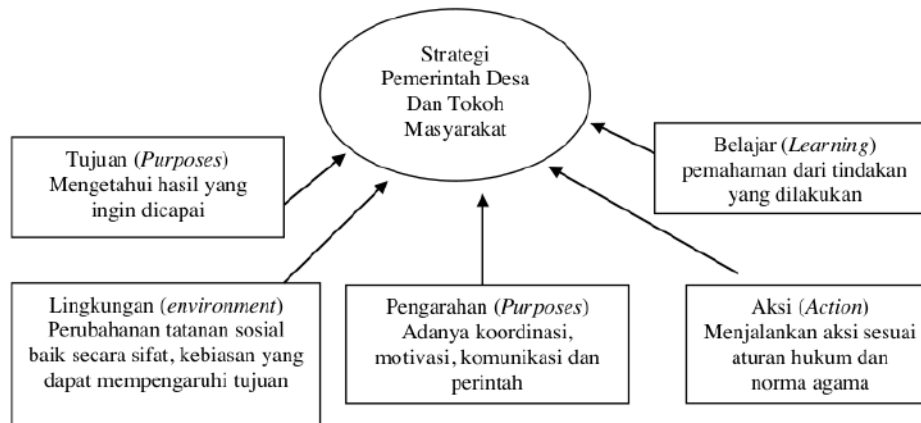 Strategi
Pemerintah Desa
Dan Tokoh
Masyarakat
Tujuan (Purposes)
Mengetahui hasil yang
ingin dicapai
Belajar (Learning)
pemahaman dari tindakan
yang dilakukan
Lingkungan (environment)
Perubahanan tatanan sosial
baik secara sifat, kebiasan yang
dapat mempengaruhi tujuan
Pengarahan (Purposes)
Adanya koordinasi,
motivasi, komunikasi dan
perintah
Aksi (Action)
Menjalankan aksi sesuai
aturan hukum dan
norma agama